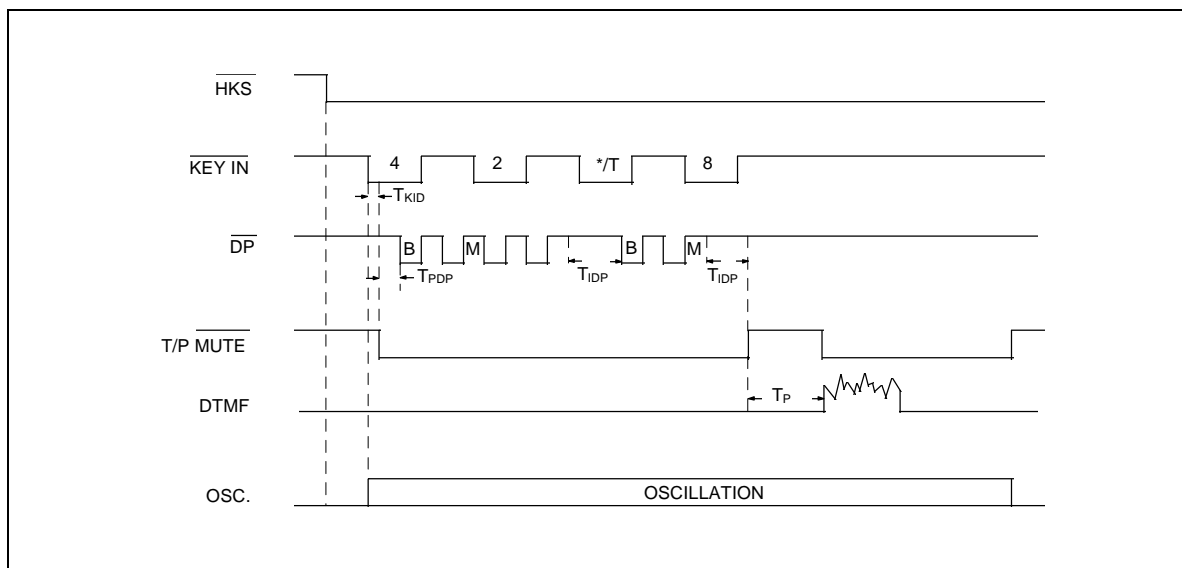 HKS
KEY IN 4 2 */T 8
TKID
DP B M B M
TPDP TIDP TIDP
T/P MUTE
DTMF TP
OSC. OSCILLATION